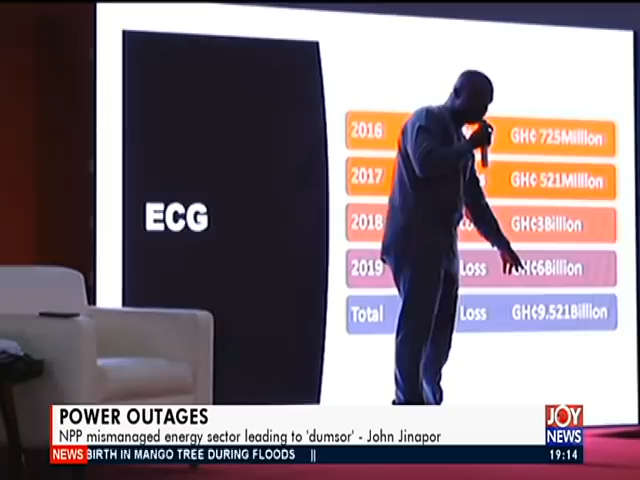 ECG
2016 GH¢ 725Million
2017 GH¢ 521Million
2018 GH¢3Billion
2019 Loss GH¢6Billion
Total Loss GH¢9.521Billion
POWER OUTAGES
NPP mismanaged energy sector leading to 'dumsor' - John Jinapor
JOY
NEWS
NEWS BIRTH IN MANGO TREE DURING FLOODS ||
19:14